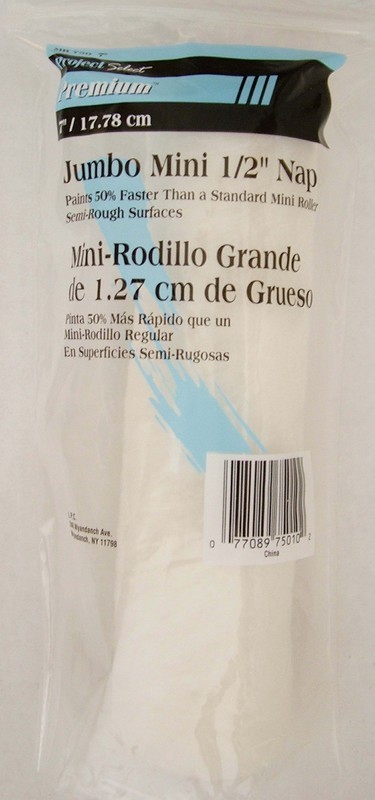 Project Select
Premium™
7" / 17.78 cm
Jumbo Mini 1/2" Nap
Paints 50% Faster Than a Standard Mini Roller
Semi-Rough Surfaces
Mini-Rodillo Grande
de 1.27 cm de Grueso
Pinta 50% Más Rápido que un
Mini-Rodillo Regular
En Superficies Semi-Rugosas
Wyandanch Ave.
NY 11798
0 77089 75010 2
China